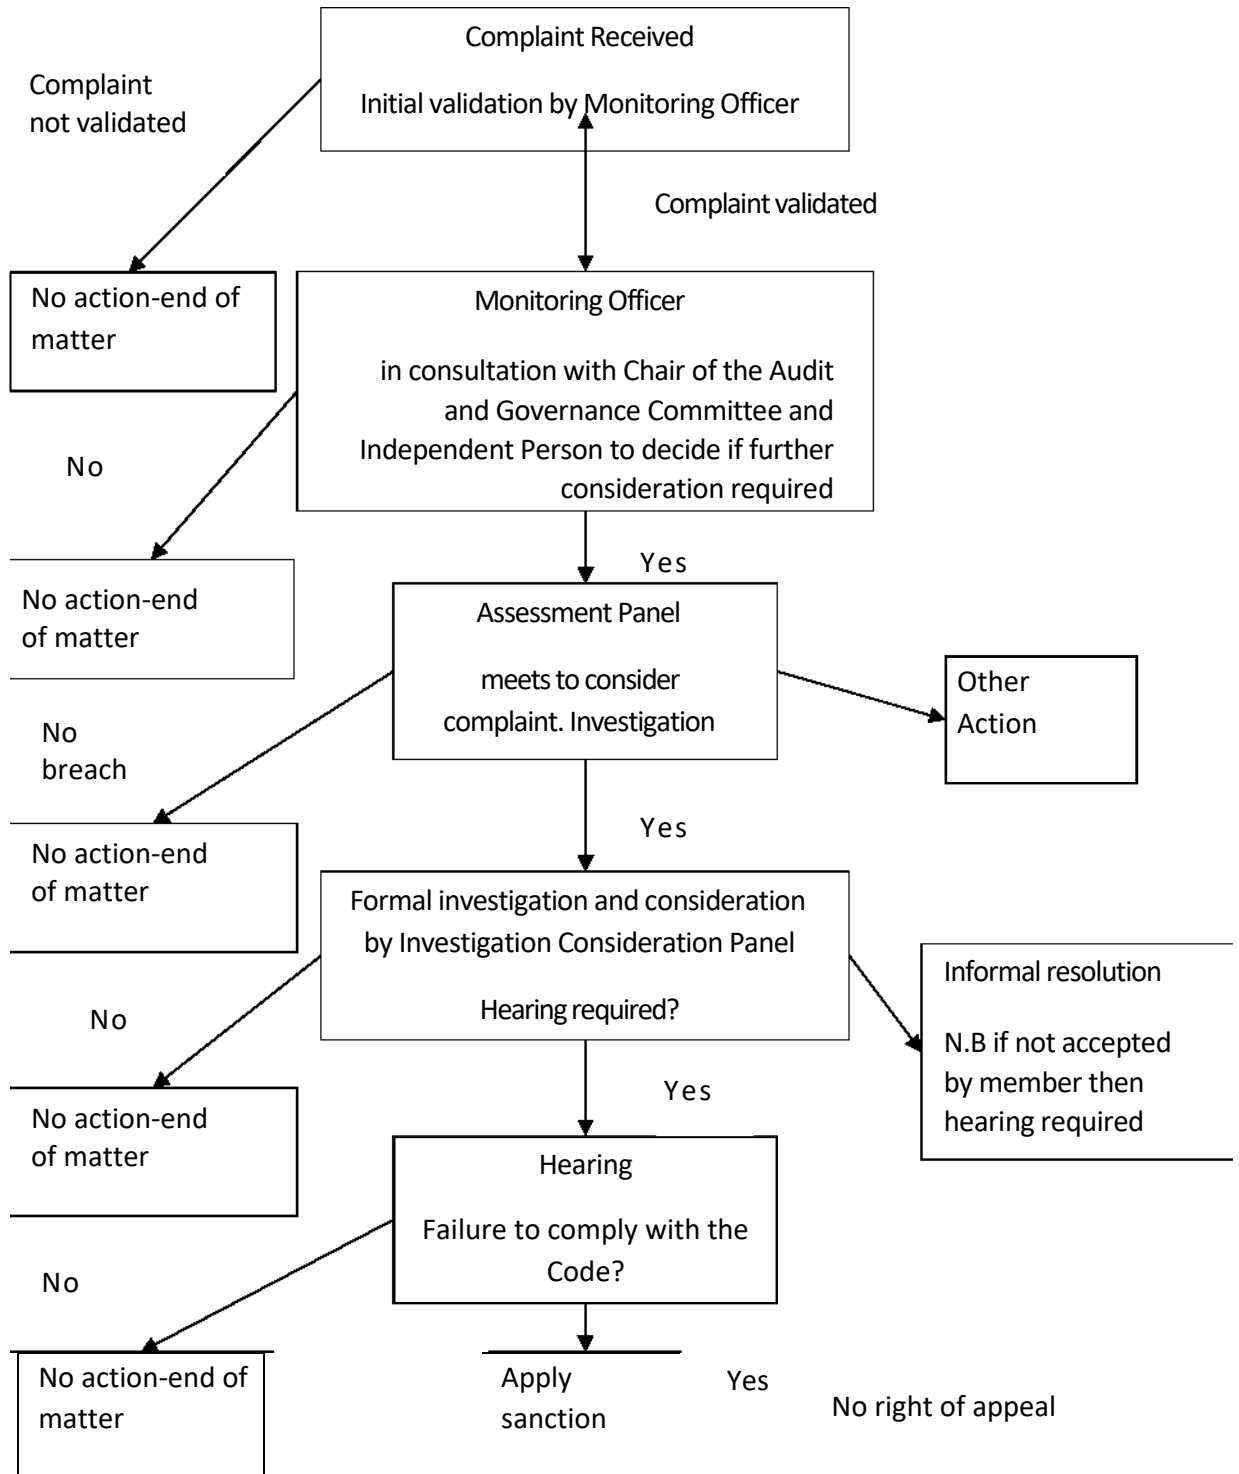 Complaint Received
Complaint
not validated
Initial validation by Monitoring Officer
Complaint validated
No action-end of
matter
Monitoring Officer
in consultation with Chair of the Audit
and Governance Committee and
Independent Person to decide if further
consideration required
No
Yes
No action-end
of matter
Assessment Panel
meets to consider
complaint. Investigation
Other
Action
No
breach
Yes
No action-end
of matter
Formal investigation and consideration
by Investigation Consideration Panel
Hearing required?
Informal resolution
N.B if not accepted
by member then
hearing required
No
Yes
No action-end
of matter
Hearing
Failure to comply with the
Code?
No
No action-end of
matter
Apply
sanction
Yes
No right of appeal